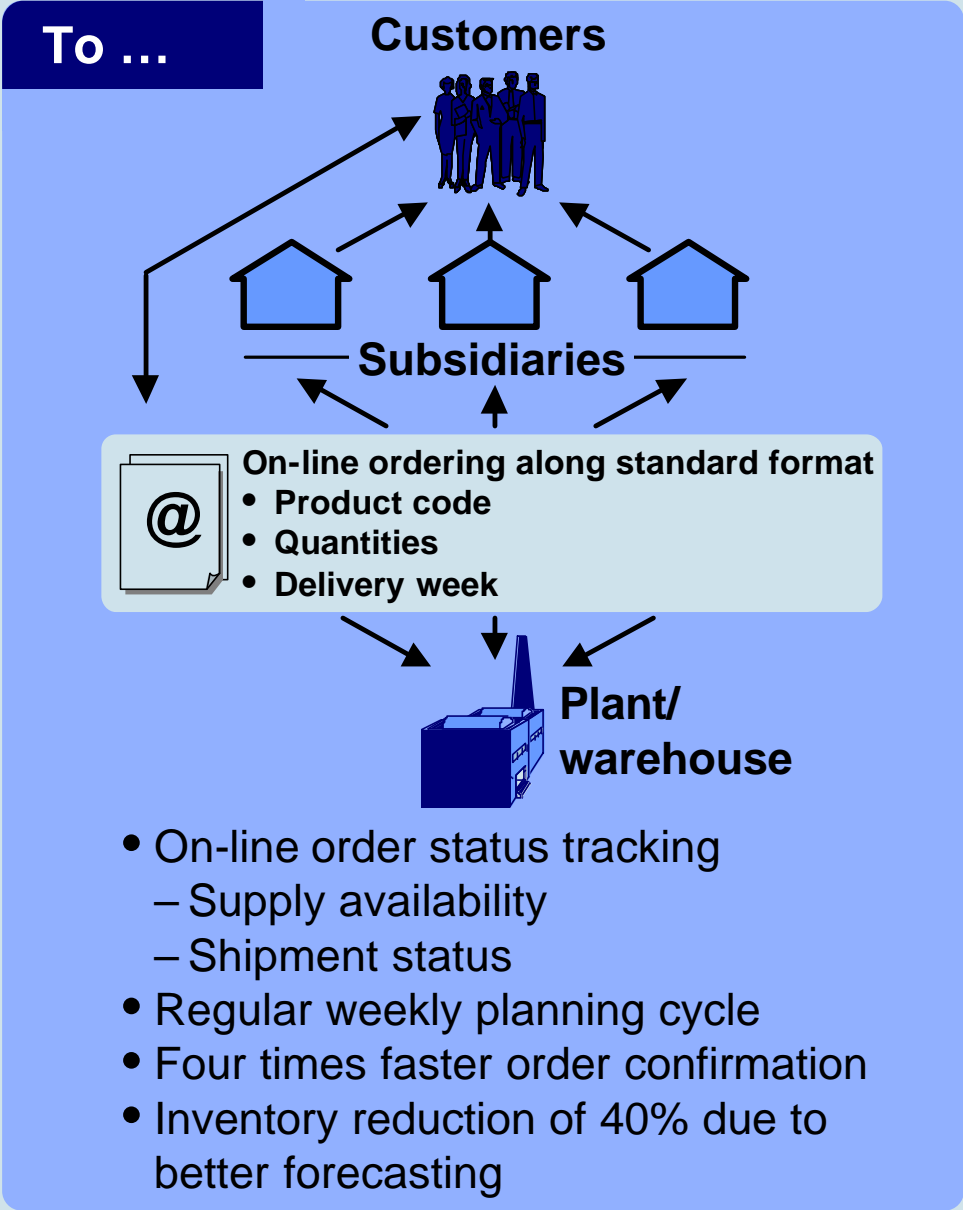 To …
Customers
Subsidiaries
@
On-line ordering along standard format
• Product code
• Quantities
• Delivery week
Plant/
warehouse
• On-line order status tracking
– Supply availability
– Shipment status
• Regular weekly planning cycle
• Four times faster order confirmation
• Inventory reduction of 40% due to
better forecasting